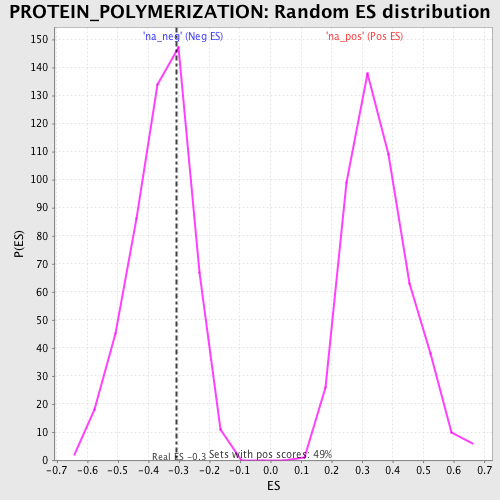 PROTEIN_POLYMERIZATION: Random ES distribution
'na_neg' (Neg ES)
'na_pos' (Pos ES)
150
140
130
120
110
100
90
80
70
60
50
40
30
20
10
0
P(ES)
Real ES -0.3
Sets with pos scores: 49%
-0.7 -0.6 -0.5 -0.4 -0.3 -0.2 -0.1 0.0 0.1 0.2 0.3 0.4 0.5 0.6 0.7
ES